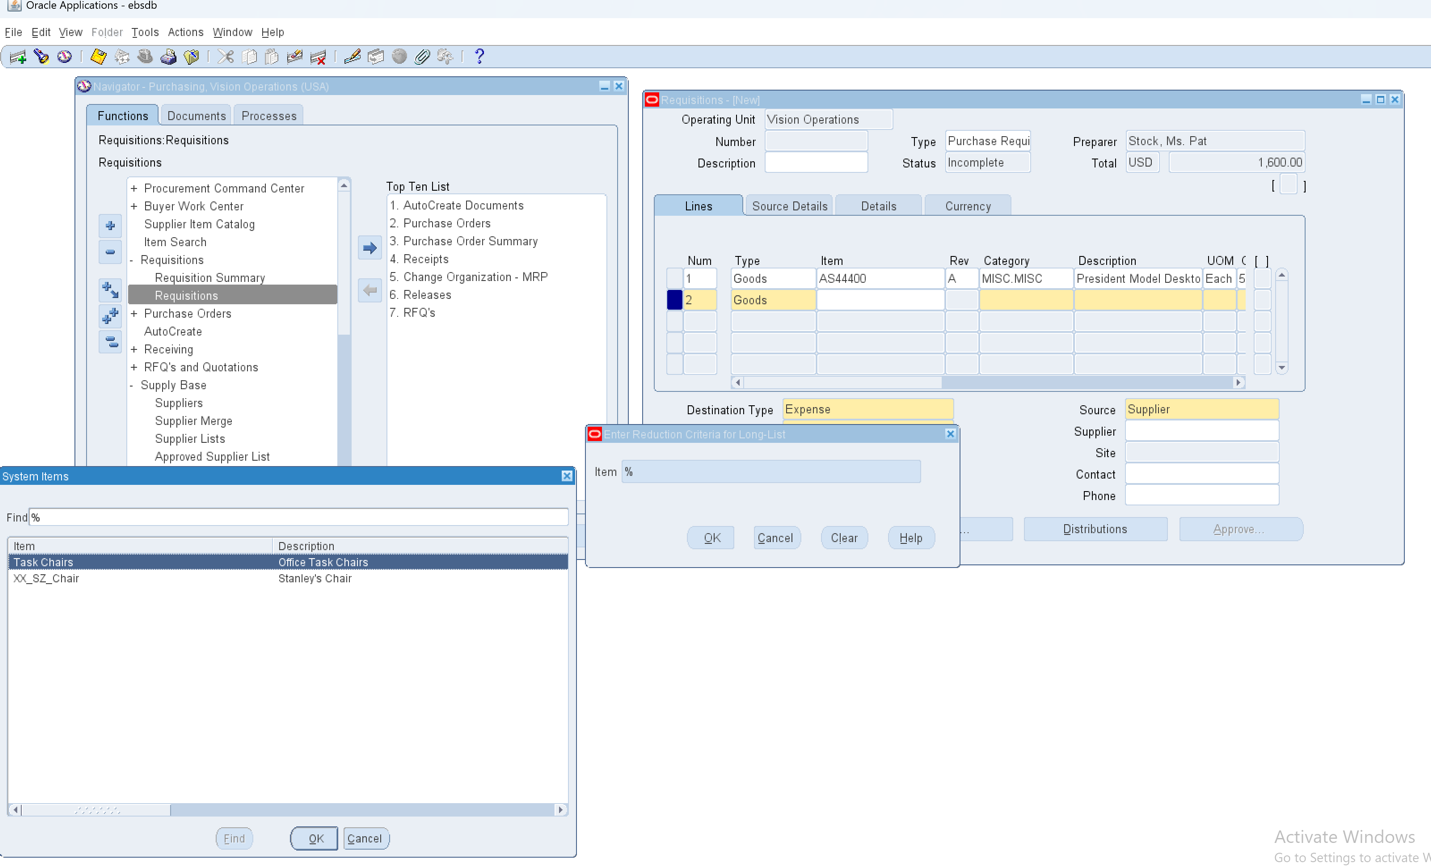 Oracle Applications - ebsdb
File Edit View Folder Tools Actions Window Help
Navigator - Purchasing, Vision Operations (USA)
Functions Documents Processes
Requisitions:Requisitions
Requisitions
+ Procurement Command Center
+ Buyer Work Center
Supplier Item Catalog
Item Search
- Requisitions
Requisition Summary
Requisitions
+ Purchase Orders
AutoCreate
+ Receiving
+ RFQ's and Quotations
- Supply Base
Suppliers
Supplier Merge
Supplier Lists
Approved Supplier List
Top Ten List
1. AutoCreate Documents
2. Purchase Orders
3. Purchase Order Summary
4. Receipts
5. Change Organization - MRP
6. Releases
7. RFQ's
Requisitions - [New]
Operating Unit Vision Operations
Number Type Purchase Requi Preparer Stock, Ms. Pat
Description Status Incomplete Total USD 1,600.00
[ ]
Lines Source Details Details Currency
Num Type Item Rev Category Description UOM [ ]
1 Goods AS44400 A MISC.MISC President Model Deskto Each 5
2 Goods
Destination Type Expense Source Supplier
Supplier
Site
Contact
Phone
... Distributions Approve...
Enter Reduction Criteria for Long-List
Item %
OK Cancel Clear Help
System Items
Find %
Item Description
Task Chairs Office Task Chairs
XX_SZ_Chair Stanley's Chair
Find OK Cancel
Activate Windows
Go to Settings to activate W